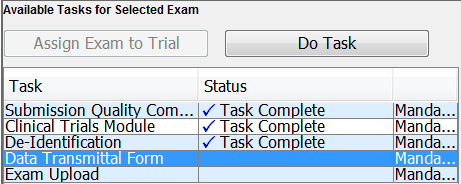 Available Tasks for Selected Exam
Assign Exam to Trial Do Task
Task Status
Submission Quality Com... ✓ Task Complete Manda...
Clinical Trials Module ✓ Task Complete Manda...
De-Identification ✓ Task Complete Manda...
Data Transmittal Form Manda...
Exam Upload Manda...